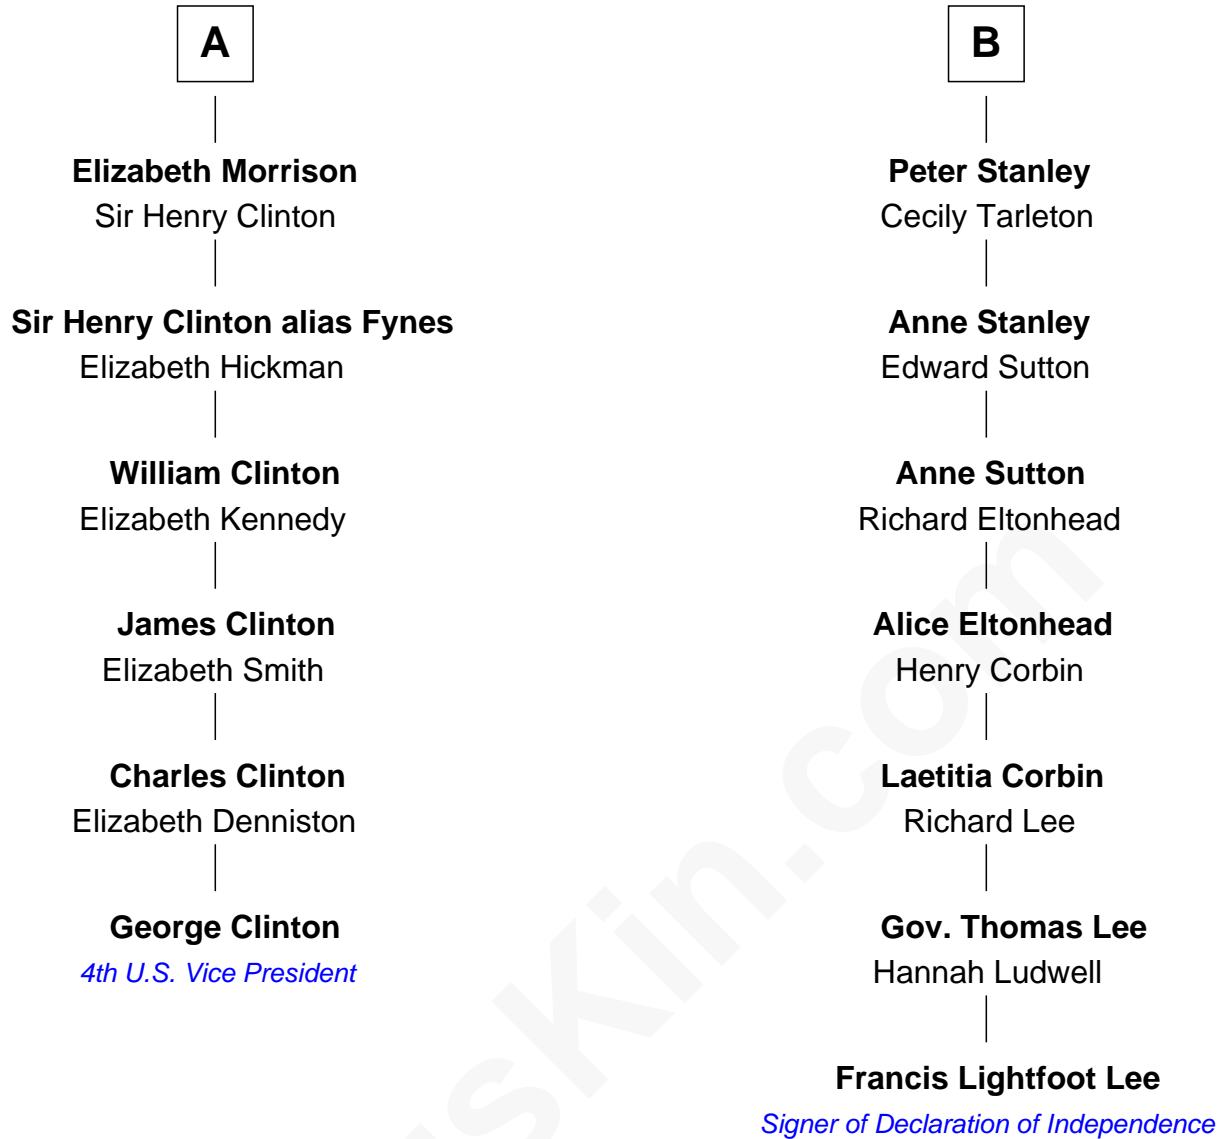 A
Elizabeth Morrison
Sir Henry Clinton
Sir Henry Clinton alias Fynes
Elizabeth Hickman
William Clinton
Elizabeth Kennedy
James Clinton
Elizabeth Smith
Charles Clinton
Elizabeth Denniston
George Clinton
4th U.S. Vice President
B
Peter Stanley
Cecily Tarleton
Anne Stanley
Edward Sutton
Anne Sutton
Richard Eltonhead
Alice Eltonhead
Henry Corbin
Laetitia Corbin
Richard Lee
Gov. Thomas Lee
Hannah Ludwell
Francis Lightfoot Lee
Signer of Declaration of Independence